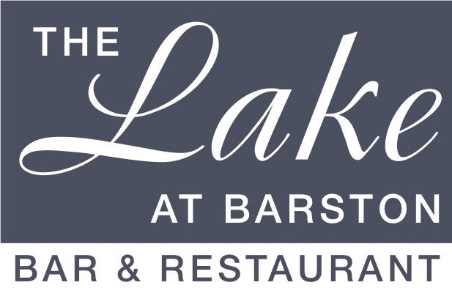 THE
Lake
AT BARSTON
BAR & RESTAURANT